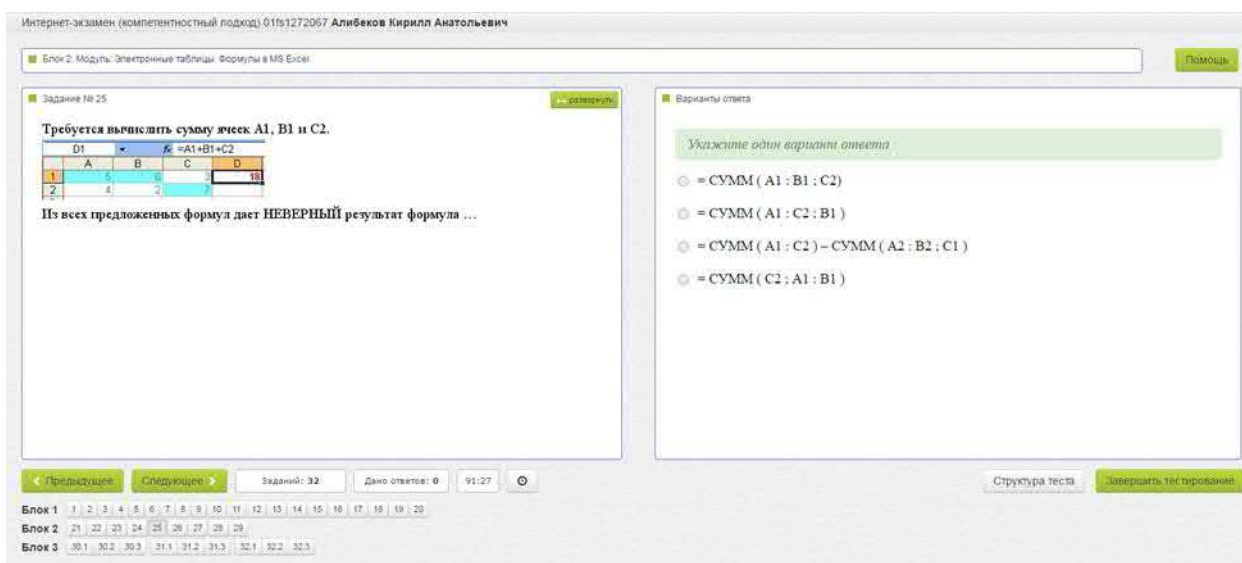 Интернет-экзамен (компетентностный подход) 01fs1272067 Алибеков Кирилл Анатольевич
Блок 2. Модуль: Электронные таблицы. Формулы в MS Excel
Помощь
Задание № 25
развернуть
Требуется вычислить сумму ячеек A1, B1 и C2.
D1 fx =A1+B1+C2
A B C D
1 5 6 3 18
2 4 2 7
Из всех предложенных формул дает НЕВЕРНЫЙ результат формула …
Варианты ответа
Укажите один вариант ответа
= СУММ ( A1 : B1 ; C2)
= СУММ ( A1 : C2 ; B1 )
= СУММ ( A1 : C2 ) – СУММ ( A2 : B2 ; C1 )
= СУММ ( C2 ; A1 : B1 )
< Предыдущее Следующее > Заданий: 32 Дано ответов: 0 91:27 Структура теста Завершить тестирование
Блок 1 1 2 3 4 5 6 7 8 9 10 11 12 13 14 15 16 17 18 19 20
Блок 2 21 22 23 24 25 26 27 28 29
Блок 3 30.1 30.2 30.3 31.1 31.2 31.3 32.1 32.2 32.3